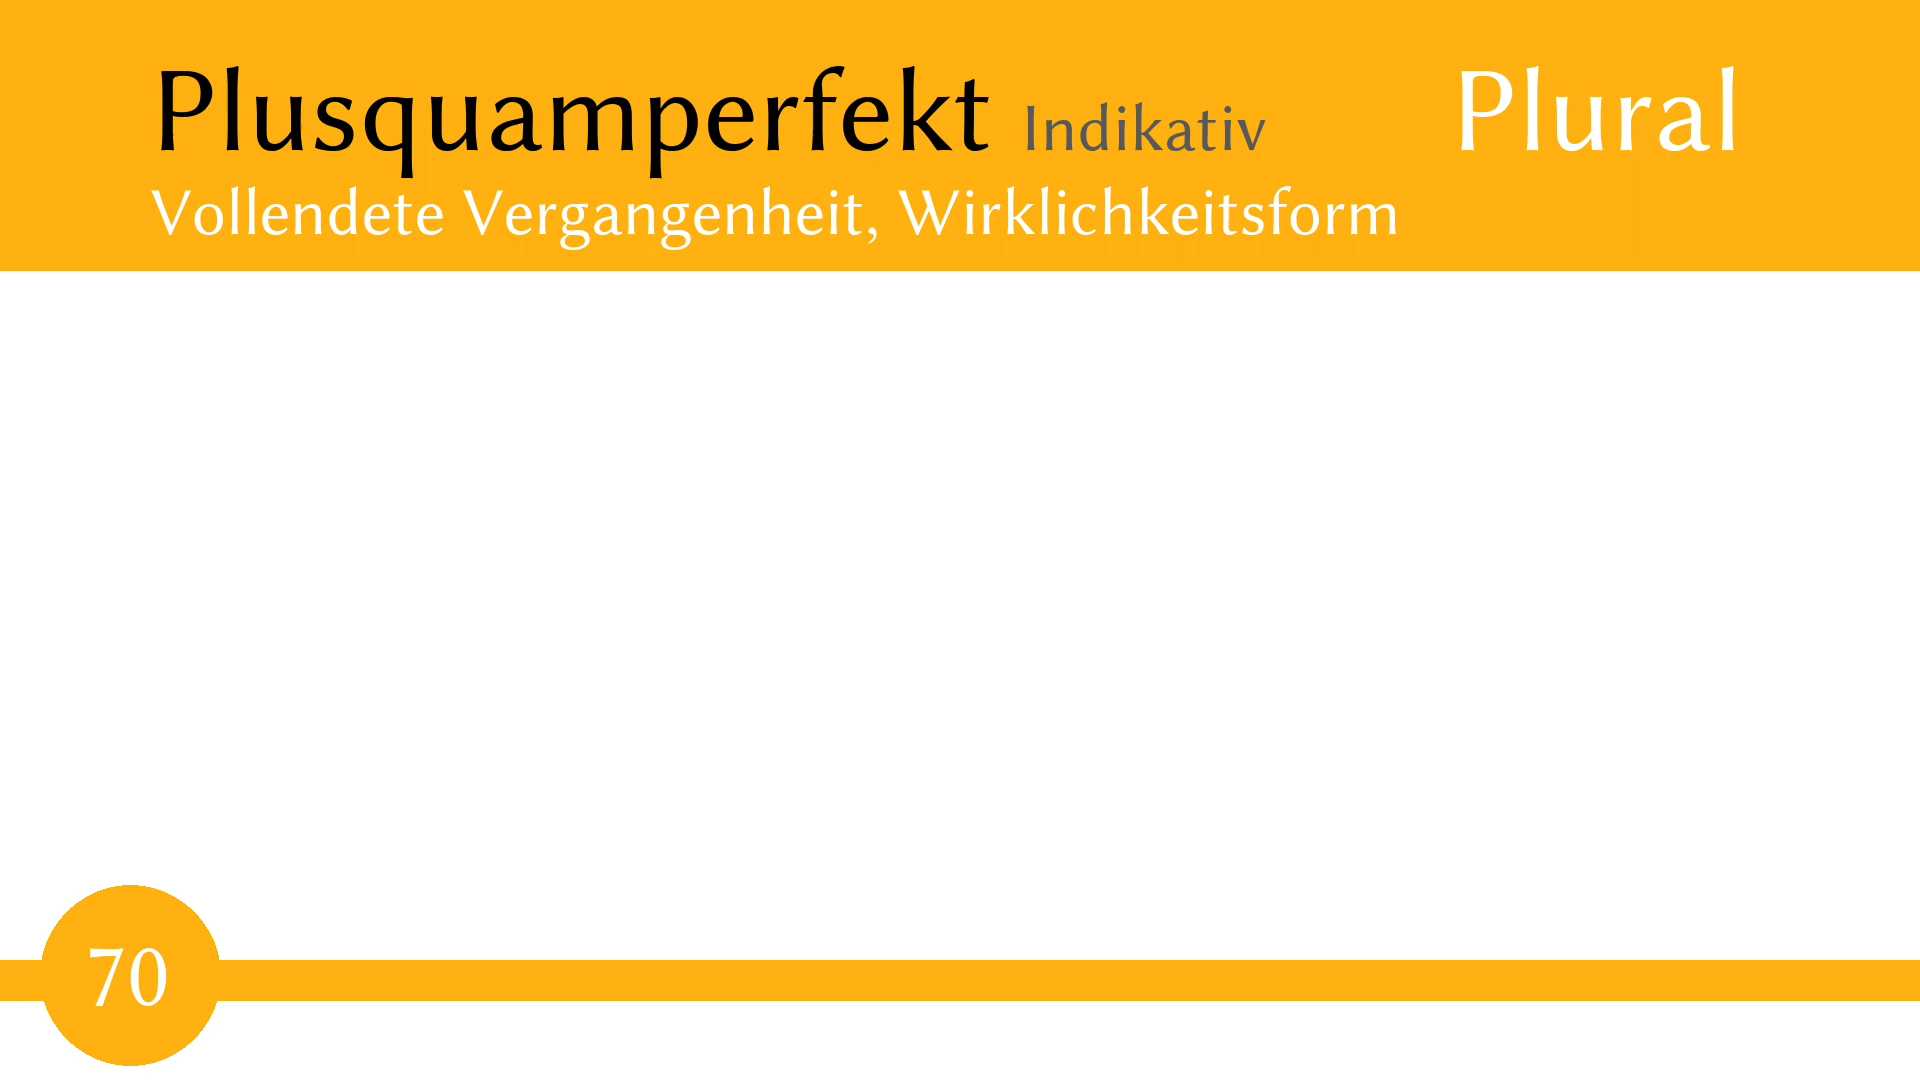 Plusquamperfekt Indikativ Plural
Vollendete Vergangenheit, Wirklichkeitsform
70